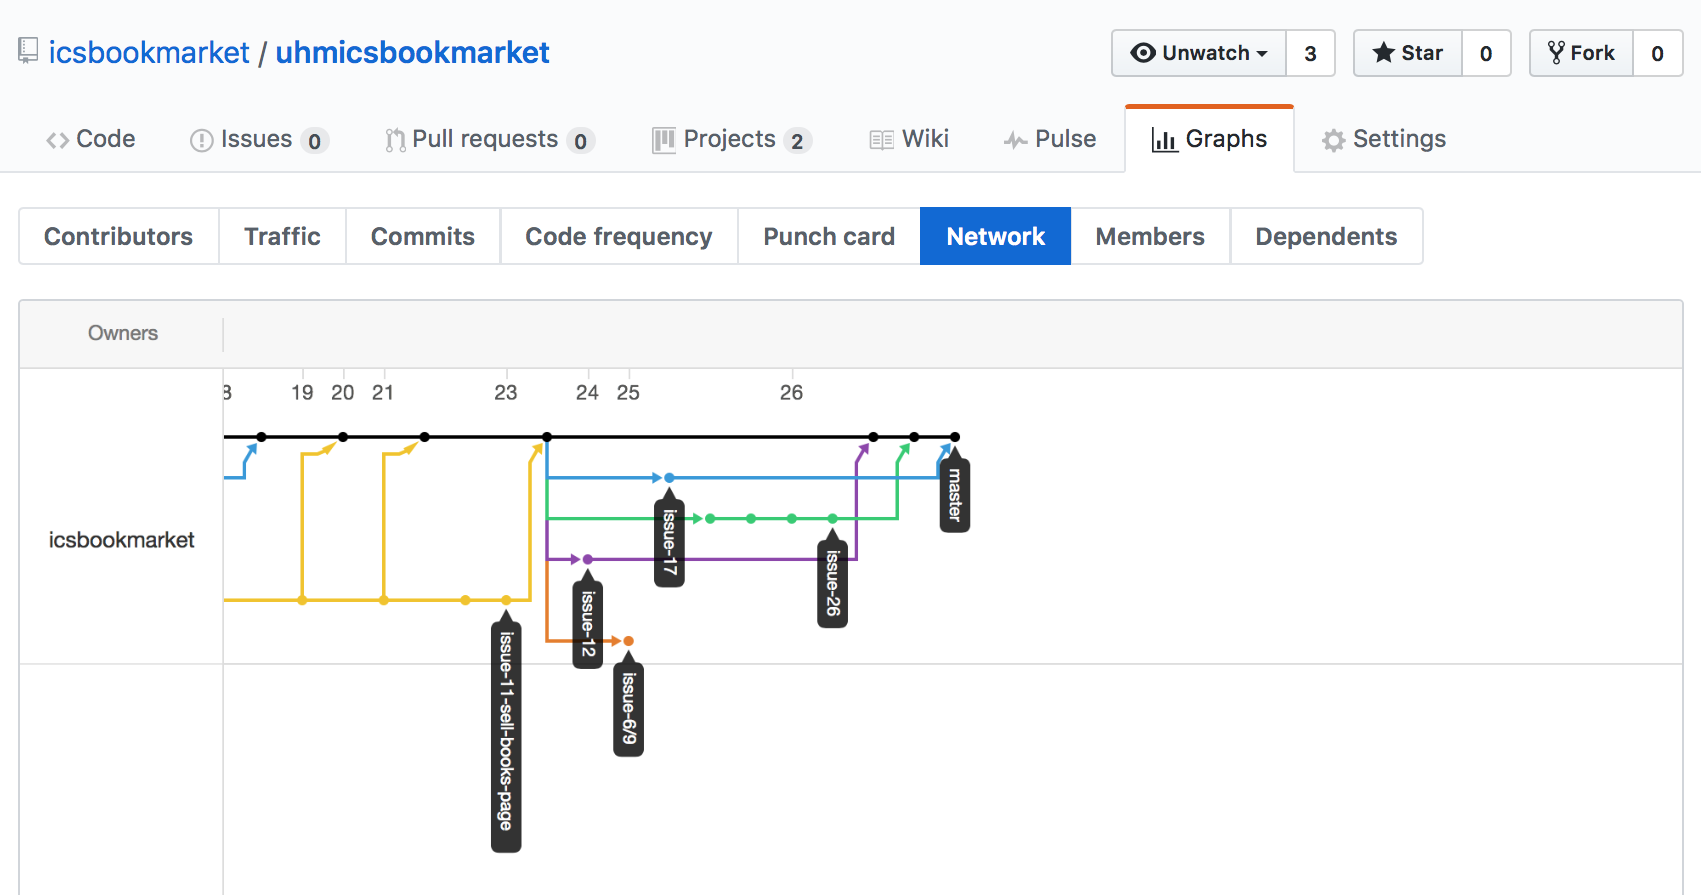 icsbookmarket / uhmicsbookmarket
Unwatch 3 Star 0 Fork 0
Code Issues 0 Pull requests 0 Projects 2 Wiki Pulse Graphs Settings
Contributors Traffic Commits Code frequency Punch card Network Members Dependents
Owners
8 19 20 21 23 24 25 26
icsbookmarket
master
issue-17
issue-26
issue-12
issue-11-sell-books-page
issue-6/9